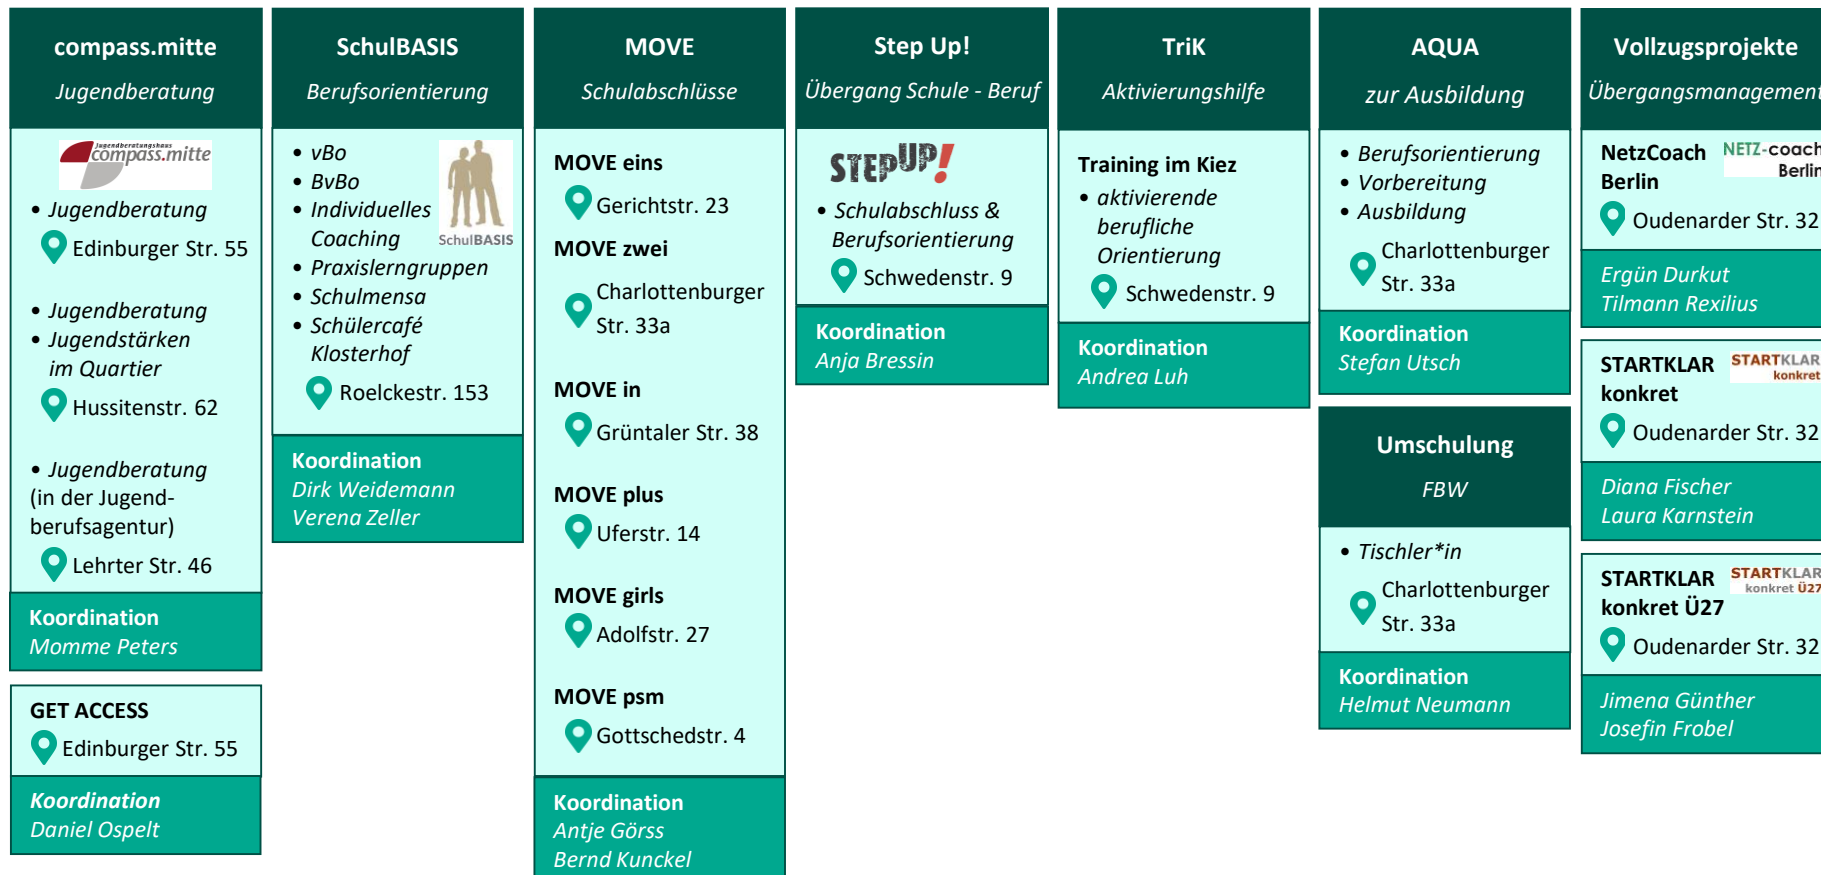 compass.mitte
Jugendberatung
Jugendberatungshaus
compass.mitte
• Jugendberatung
Edinburger Str. 55
• Jugendberatung
• Jugendstärken
im Quartier
Hussitenstr. 62
• Jugendberatung
(in der Jugend-
berufsagentur)
Lehrter Str. 46
Koordination
Momme Peters
GET ACCESS
Edinburger Str. 55
Koordination
Daniel Ospelt
SchulBASIS
Berufsorientierung
• vBo
• BvBo
• Individuelles
Coaching
• Praxislerngruppen
• Schulmensa
• Schülercafé
Klosterhof
SchulBASIS
Roelckestr. 153
Koordination
Dirk Weidemann
Verena Zeller
MOVE
Schulabschlüsse
MOVE eins
Gerichtstr. 23
MOVE zwei
Charlottenburger
Str. 33a
MOVE in
Grüntaler Str. 38
MOVE plus
Uferstr. 14
MOVE girls
Adolfstr. 27
MOVE psm
Gottschedstr. 4
Koordination
Antje Görss
Bernd Kunckel
Step Up!
Übergang Schule - Beruf
STEPUP!
• Schulabschluss &
Berufsorientierung
Schwedenstr. 9
Koordination
Anja Bressin
TriK
Aktivierungshilfe
Training im Kiez
• aktivierende
berufliche
Orientierung
Schwedenstr. 9
Koordination
Andrea Luh
AQUA
zur Ausbildung
• Berufsorientierung
• Vorbereitung
• Ausbildung
Charlottenburger
Str. 33a
Koordination
Stefan Utsch
Umschulung
FBW
• Tischler*in
Charlottenburger
Str. 33a
Koordination
Helmut Neumann
Vollzugsprojekte
Übergangsmanagement
NetzCoach
Berlin
NETZ-coach
Berlin
Oudenarder Str. 32
Ergün Durkut
Tilmann Rexilius
STARTKLAR
konkret
STARTKLAR
konkret
Oudenarder Str. 32
Diana Fischer
Laura Karnstein
STARTKLAR
konkret Ü27
STARTKLAR
konkret Ü27
Oudenarder Str. 32
Jimena Günther
Josefin Frobel